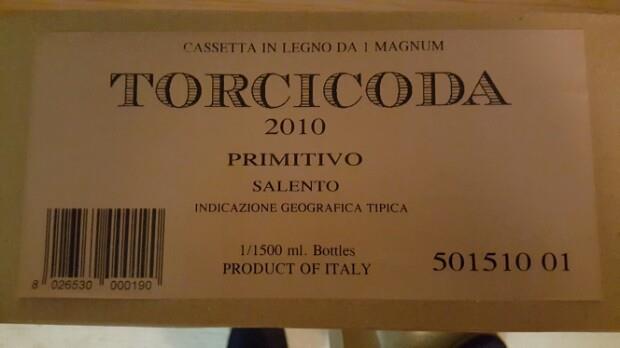 CASSETTA IN LEGNO DA 1 MAGNUM
TORCICODA
2010
PRIMITIVO
SALENTO
INDICAZIONE GEOGRAFICA TIPICA
1/1500 ml. Bottles
PRODUCT OF ITALY
501510 01
8 026530 000190